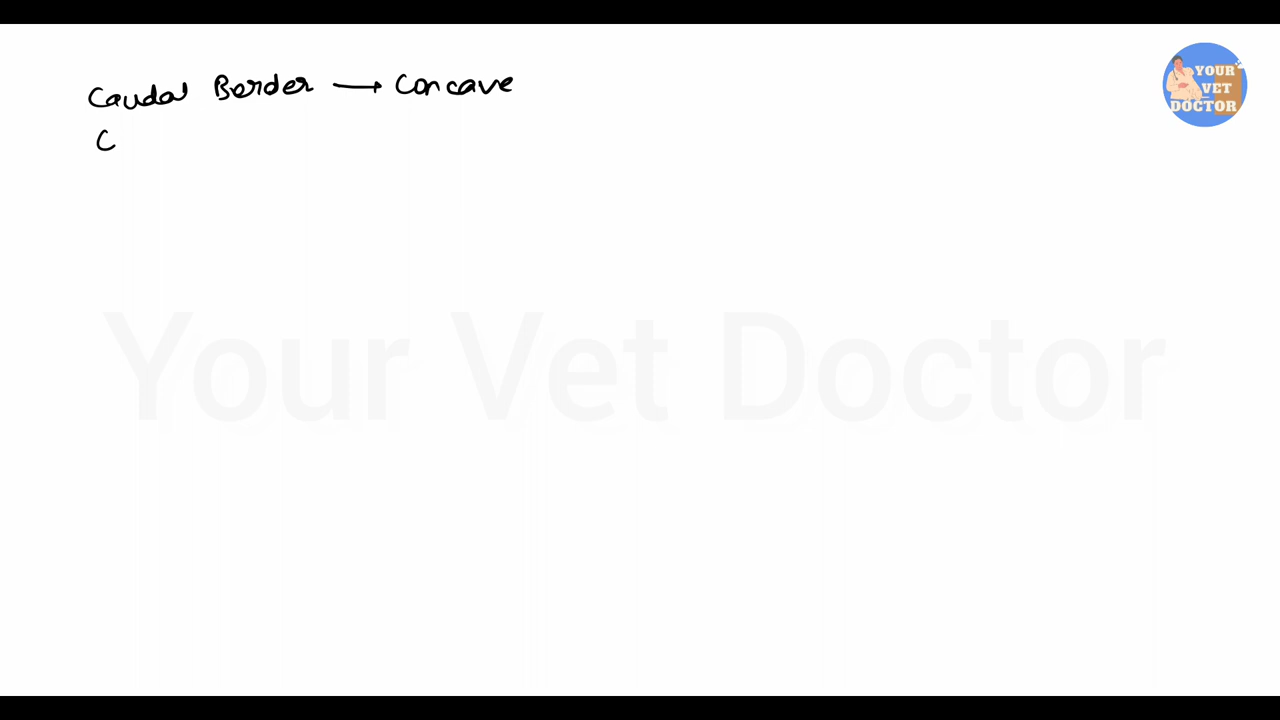 Caudal Border → Concave
C
YOUR
VET
DOCTOR
Your Vet Doctor